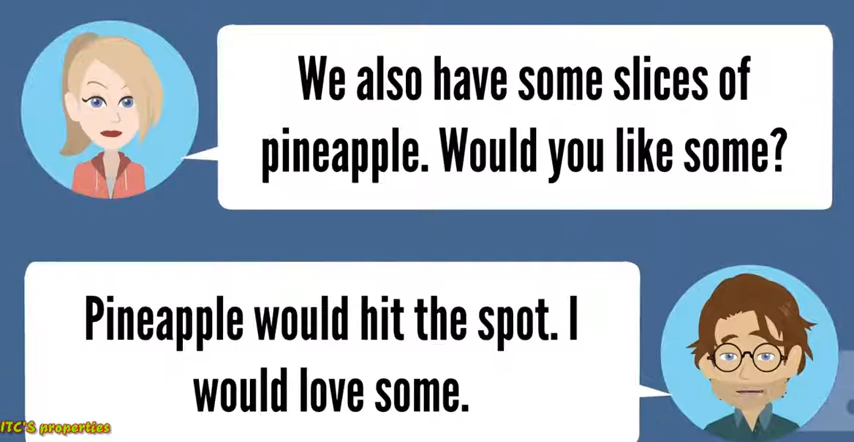 We also have some slices of
pineapple. Would you like some?
Pineapple would hit the spot. I
would love some.
ITC'S properties